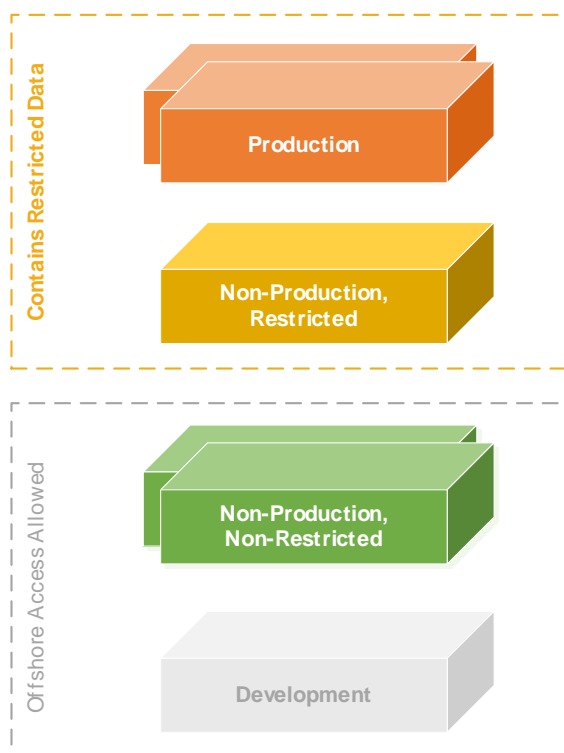 Contains Restricted Data
Production
Non-Production,
Restricted
Offshore Access Allowed
Non-Production,
Non-Restricted
Development